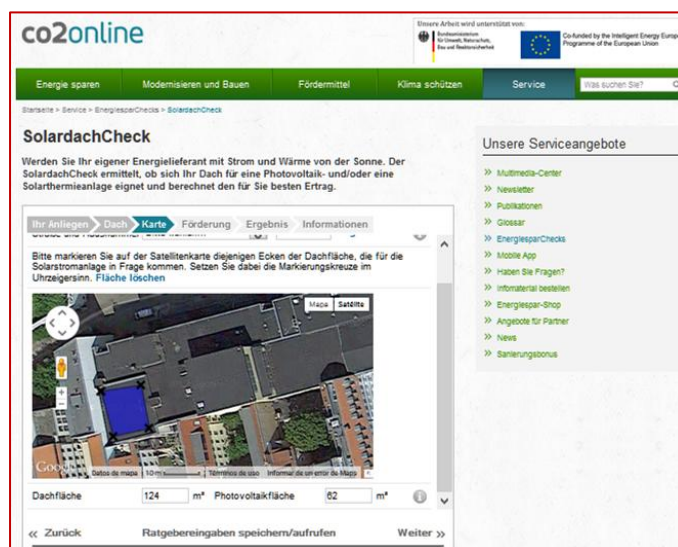 co2online
Unsere Arbeit wird unterstützt von:
Bundesministerium
für Umwelt, Naturschutz,
Bau und Reaktorsicherheit
Co-funded by the Intelligent Energy Europ
Programme of the European Union
Energie sparen Modernisieren und Bauen Fördermittel Klima schützen Service Was suchen Sie?
Startseite > Service > EnergiesparChecks > SolardachCheck
SolardachCheck
Werden Sie Ihr eigener Energielieferant mit Strom und Wärme von der Sonne. Der
SolardachCheck ermittelt, ob sich Ihr Dach für eine Photovoltaik- und/oder eine
Solarthermieanlage eignet und berechnet den für Sie besten Ertrag.
Ihr Anliegen Dach Karte Förderung Ergebnis Informationen
Bitte markieren Sie auf der Satellitenkarte diejenigen Ecken der Dachfläche, die für die
Solarstromanlage in Frage kommen. Setzen Sie dabei die Markierungskreuze im
Uhrzeigersinn. Fläche löschen
Mapa Satélite
Google
Datos de mapa 10 m Términos de uso Informar de un error de Maps
Dachfläche 124 m² Photovoltaikfläche 62 m²
<< Zurück Ratgebereingaben speichern/aufrufen Weiter >>
Unsere Serviceangebote
>> Multimedia-Center
>> Newsletter
>> Publikationen
>> Glossar
>> EnergiesparChecks
>> Mobile App
>> Haben Sie Fragen?
>> Infomaterial bestellen
>> Energiespar-Shop
>> Angebote für Partner
>> News
>> Sanierungsbonus